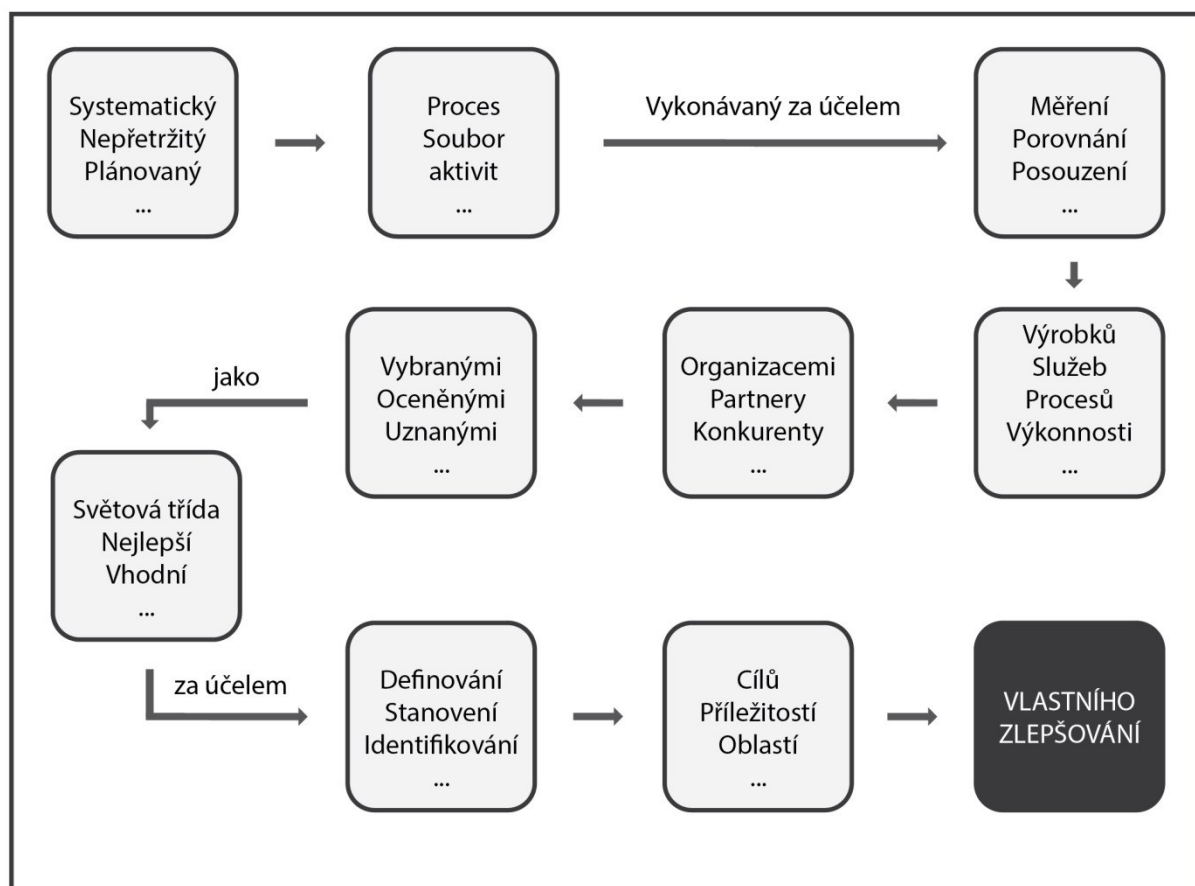 Systematický
Nepřetržitý
Plánovaný
...
Proces
Soubor
aktivit
...
Vykonávaný za účelem
Měření
Porovnání
Posouzení
...
Výrobků
Služeb
Procesů
Výkonnosti
...
Organizacemi
Partnery
Konkurenty
...
Vybranými
Oceněnými
Uznanými
...
jako
Světová třída
Nejlepší
Vhodní
...
za účelem
Definování
Stanovení
Identifikování
...
Cílů
Příležitostí
Oblastí
...
VLASTNÍHO
ZLEPŠOVÁNÍ